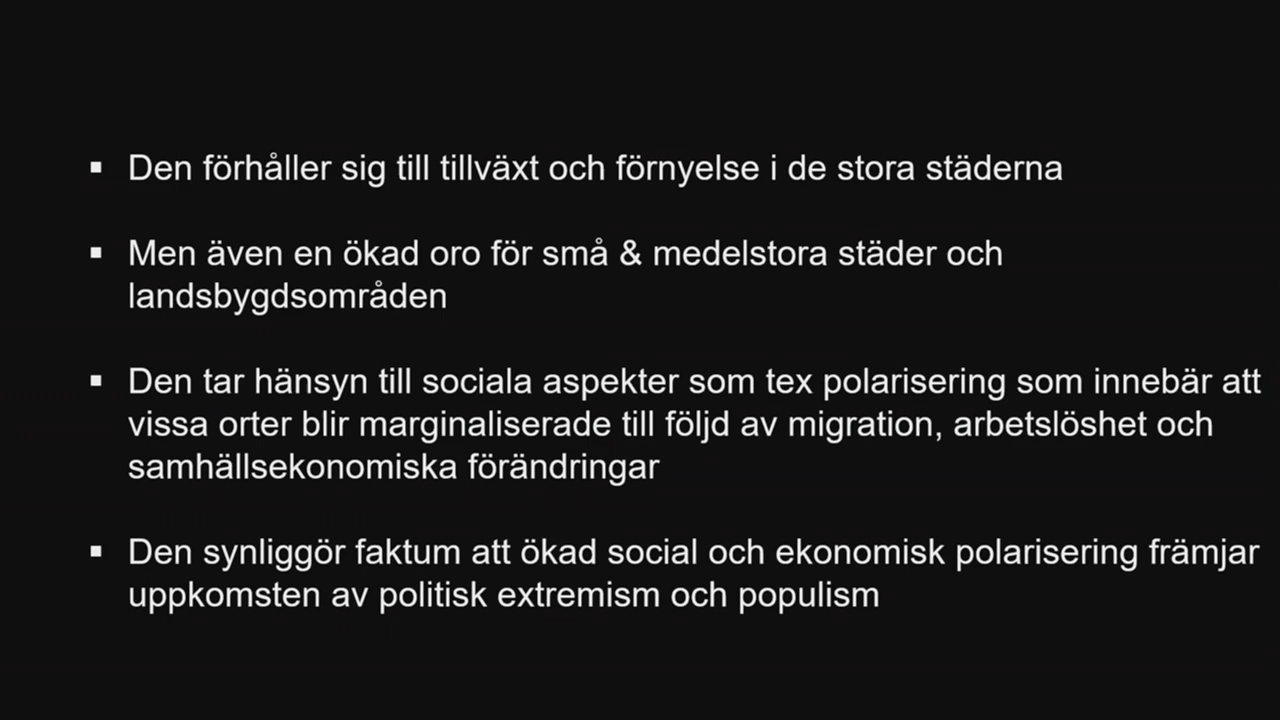 ▪ Den förhåller sig till tillväxt och förnyelse i de stora städerna
▪ Men även en ökad oro för små & medelstora städer och
landsbygdsområden
▪ Den tar hänsyn till sociala aspekter som tex polarisering som innebär att
vissa orter blir marginaliserade till följd av migration, arbetslöshet och
samhällsekonomiska förändringar
▪ Den synliggör faktum att ökad social och ekonomisk polarisering främjar
uppkomsten av politisk extremism och populism